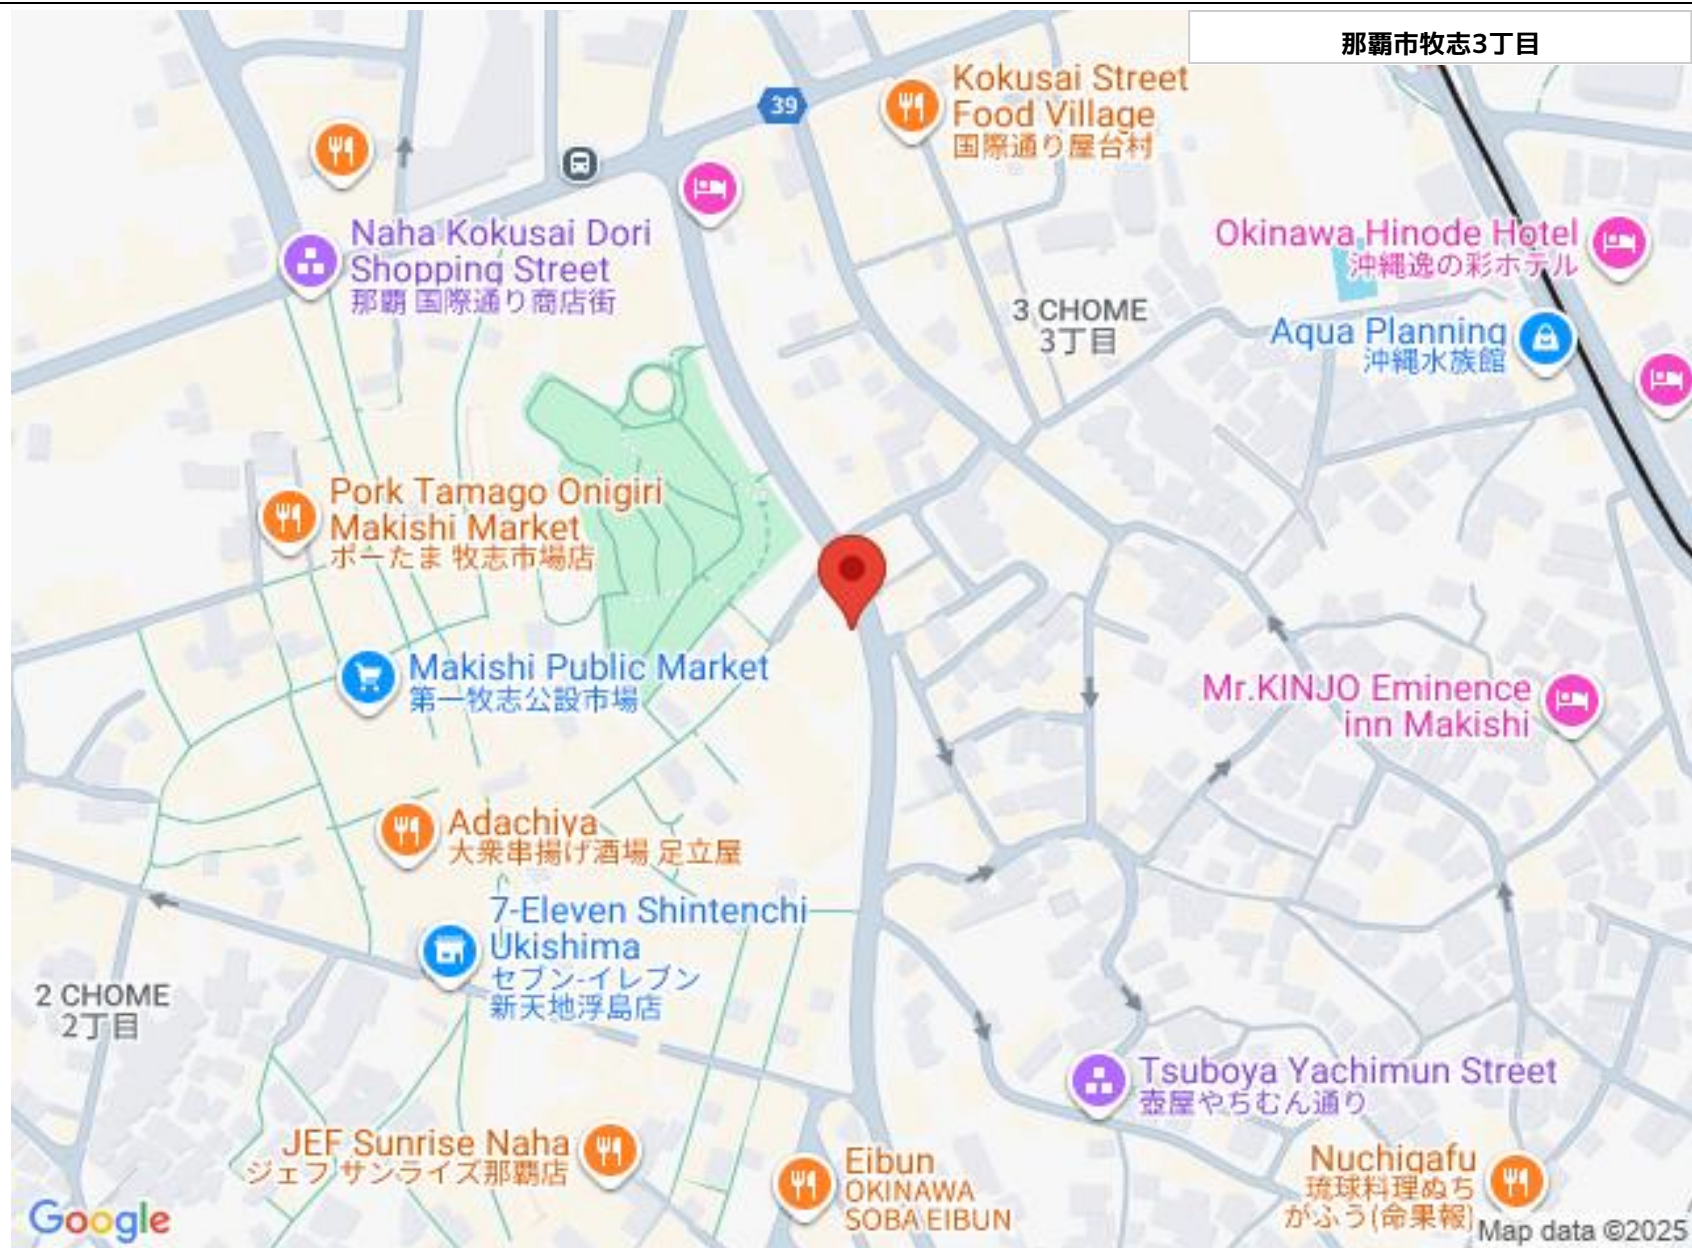 那覇市牧志3丁目
39
Kokusai Street
Food Village
国際通り屋台村
Naha Kokusai Dori
Shopping Street
那覇 国際通り商店街
Okinawa Hinode Hotel
沖縄逸の彩ホテル
3 CHOME
3丁目
Aqua Planning
沖縄水族館
Pork Tamago Onigiri
Makishi Market
ポーたま 牧志市場店
Makishi Public Market
第一牧志公設市場
Mr.KINJO Eminence
inn Makishi
Adachiya
大衆串揚げ酒場 足立屋
7-Eleven Shintenchi
Ukishima
セブン-イレブン
新天地浮島店
2 CHOME
2丁目
Tsuboya Yachimun Street
壺屋やちむん通り
JEF Sunrise Naha
ジェフ サンライズ那覇店
Eibun
OKINAWA
SOBA EIBUN
Nuchigafu
琉球料理ぬち
がふう(命果報)
Google
Map data ©2025